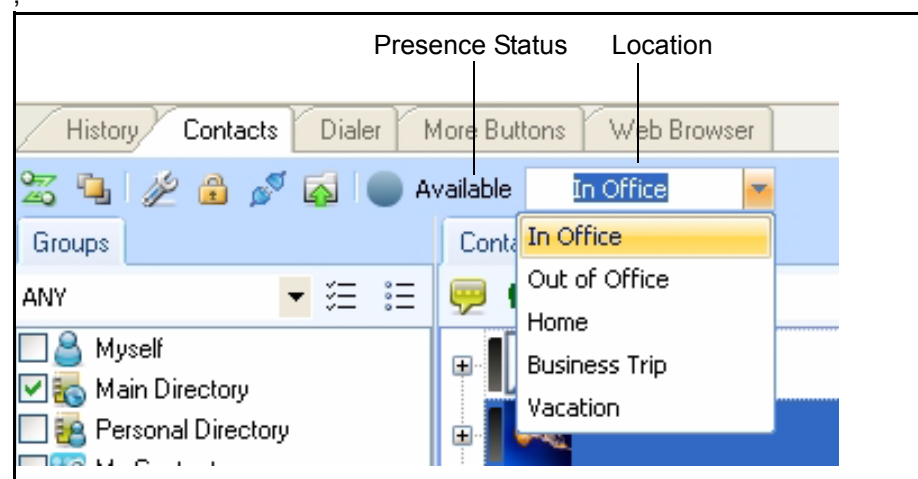 Presence Status Location
History Contacts Dialer More Buttons Web Browser
Available In Office
Groups
In Office
ANY
Out of Office
Home
Myself
Business Trip
Main Directory
Vacation
Personal Directory